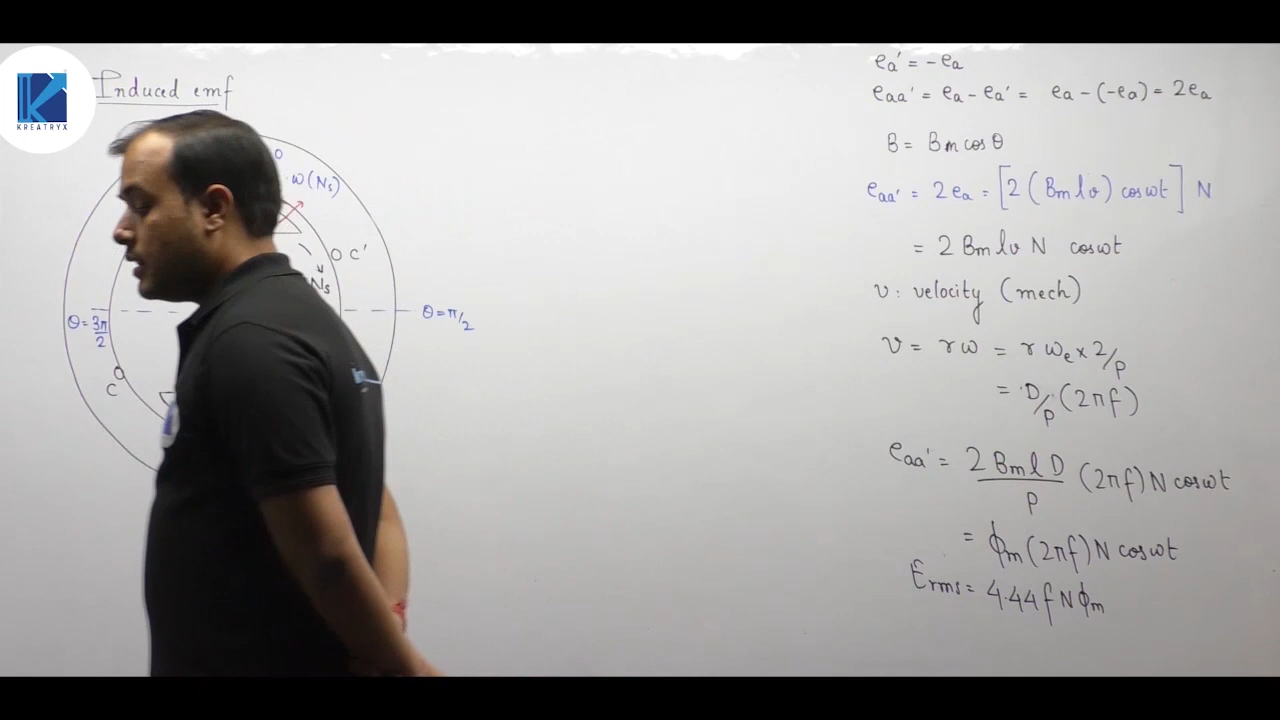 KREATRYX
Induced emf
ω(Ns)
C'
Ns
θ = 3π/2
θ = π/2
C
ea' = -ea
eaa' = ea - ea' = ea - (-ea) = 2ea
B = Bm cos θ
eaa' = 2ea = [2 (Bm l v) cos ωt] N
= 2 Bm l v N cos ωt
v : velocity (mech)
v = rω = r ωe × 2/P
= D/P (2πf)
eaa' = 2 Bm l D / P (2πf) N cos ωt
= ϕm (2πf) N cos ωt
Erms = 4.44 f N ϕm